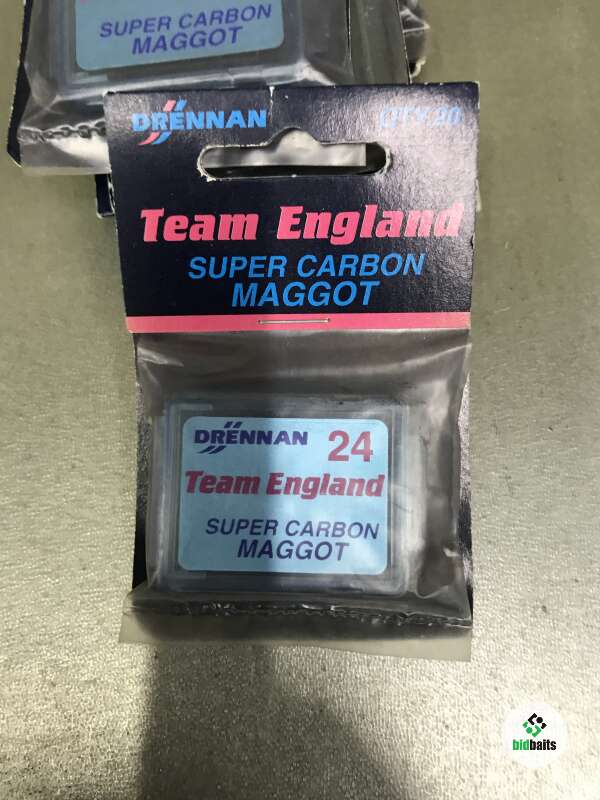 SUPER CARBON
MAGGOT
DRENNAN QTY 20
Team England
SUPER CARBON
MAGGOT
DRENNAN 24
Team England
SUPER CARBON
MAGGOT
bidbaits